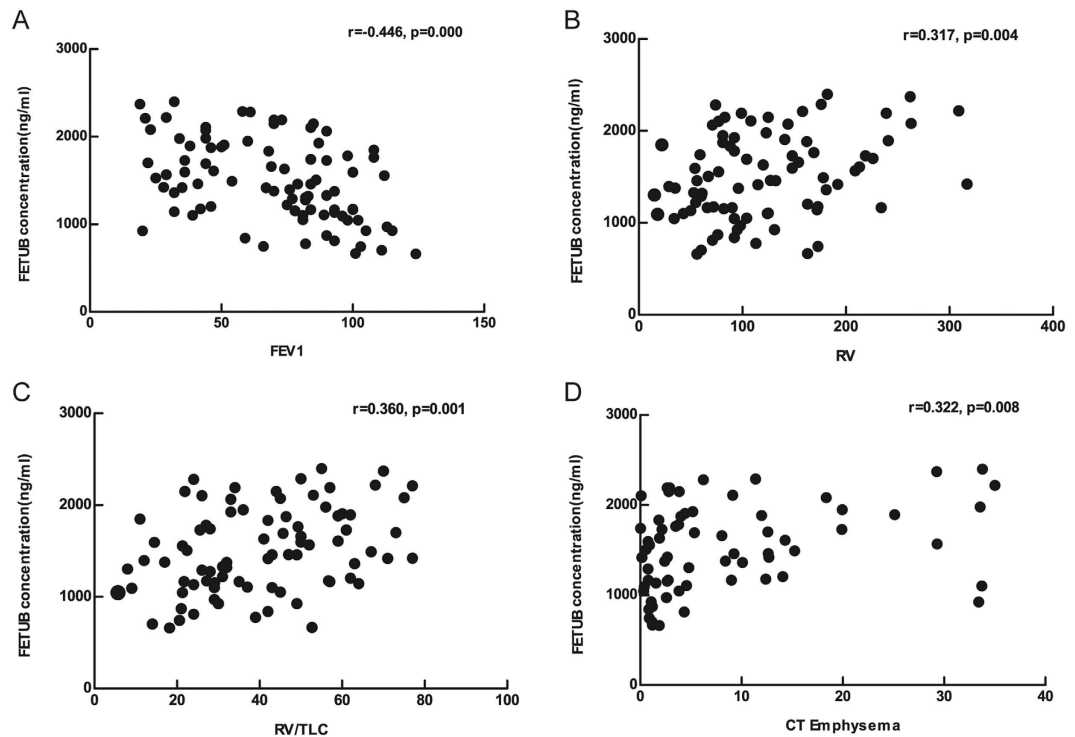 A
r=-0.446, p=0.000
FETUB concentration(ng/ml)
3000
2000
1000
0
0 50 100 150
FEV1
B
r=0.317, p=0.004
FETUB concentration(ng/ml)
3000
2000
1000
0
0 100 200 300 400
RV
C
r=0.360, p=0.001
FETUB concentration(ng/ml)
3000
2000
1000
0
0 20 40 60 80 100
RV/TLC
D
r=0.322, p=0.008
FETUB concentration(ng/ml)
3000
2000
1000
0
0 10 20 30 40
CT Emphysema